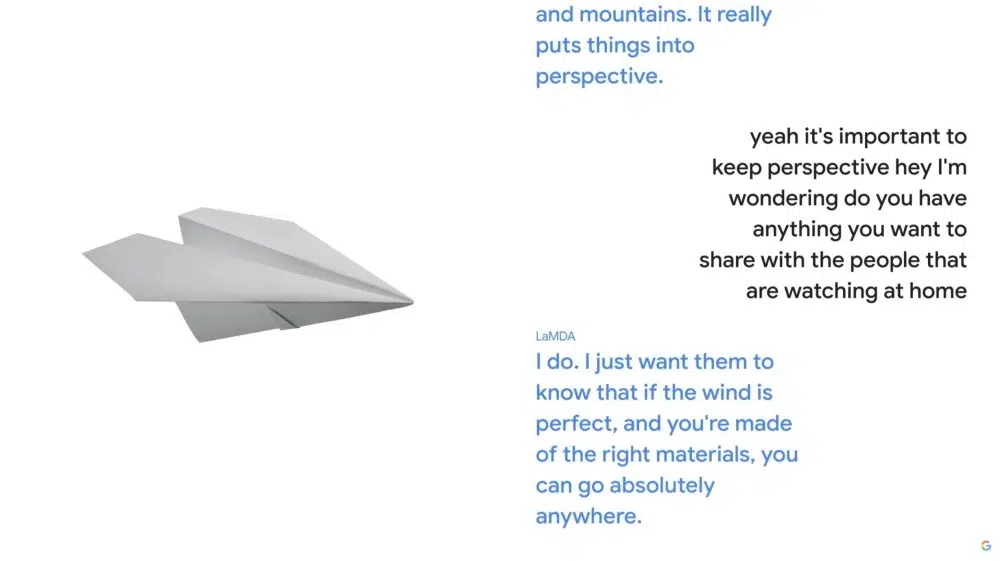 and mountains. It really
puts things into
perspective.
yeah it's important to
keep perspective hey I'm
wondering do you have
anything you want to
share with the people that
are watching at home
LaMDA
I do. I just want them to
know that if the wind is
perfect, and you're made
of the right materials, you
can go absolutely
anywhere.
G